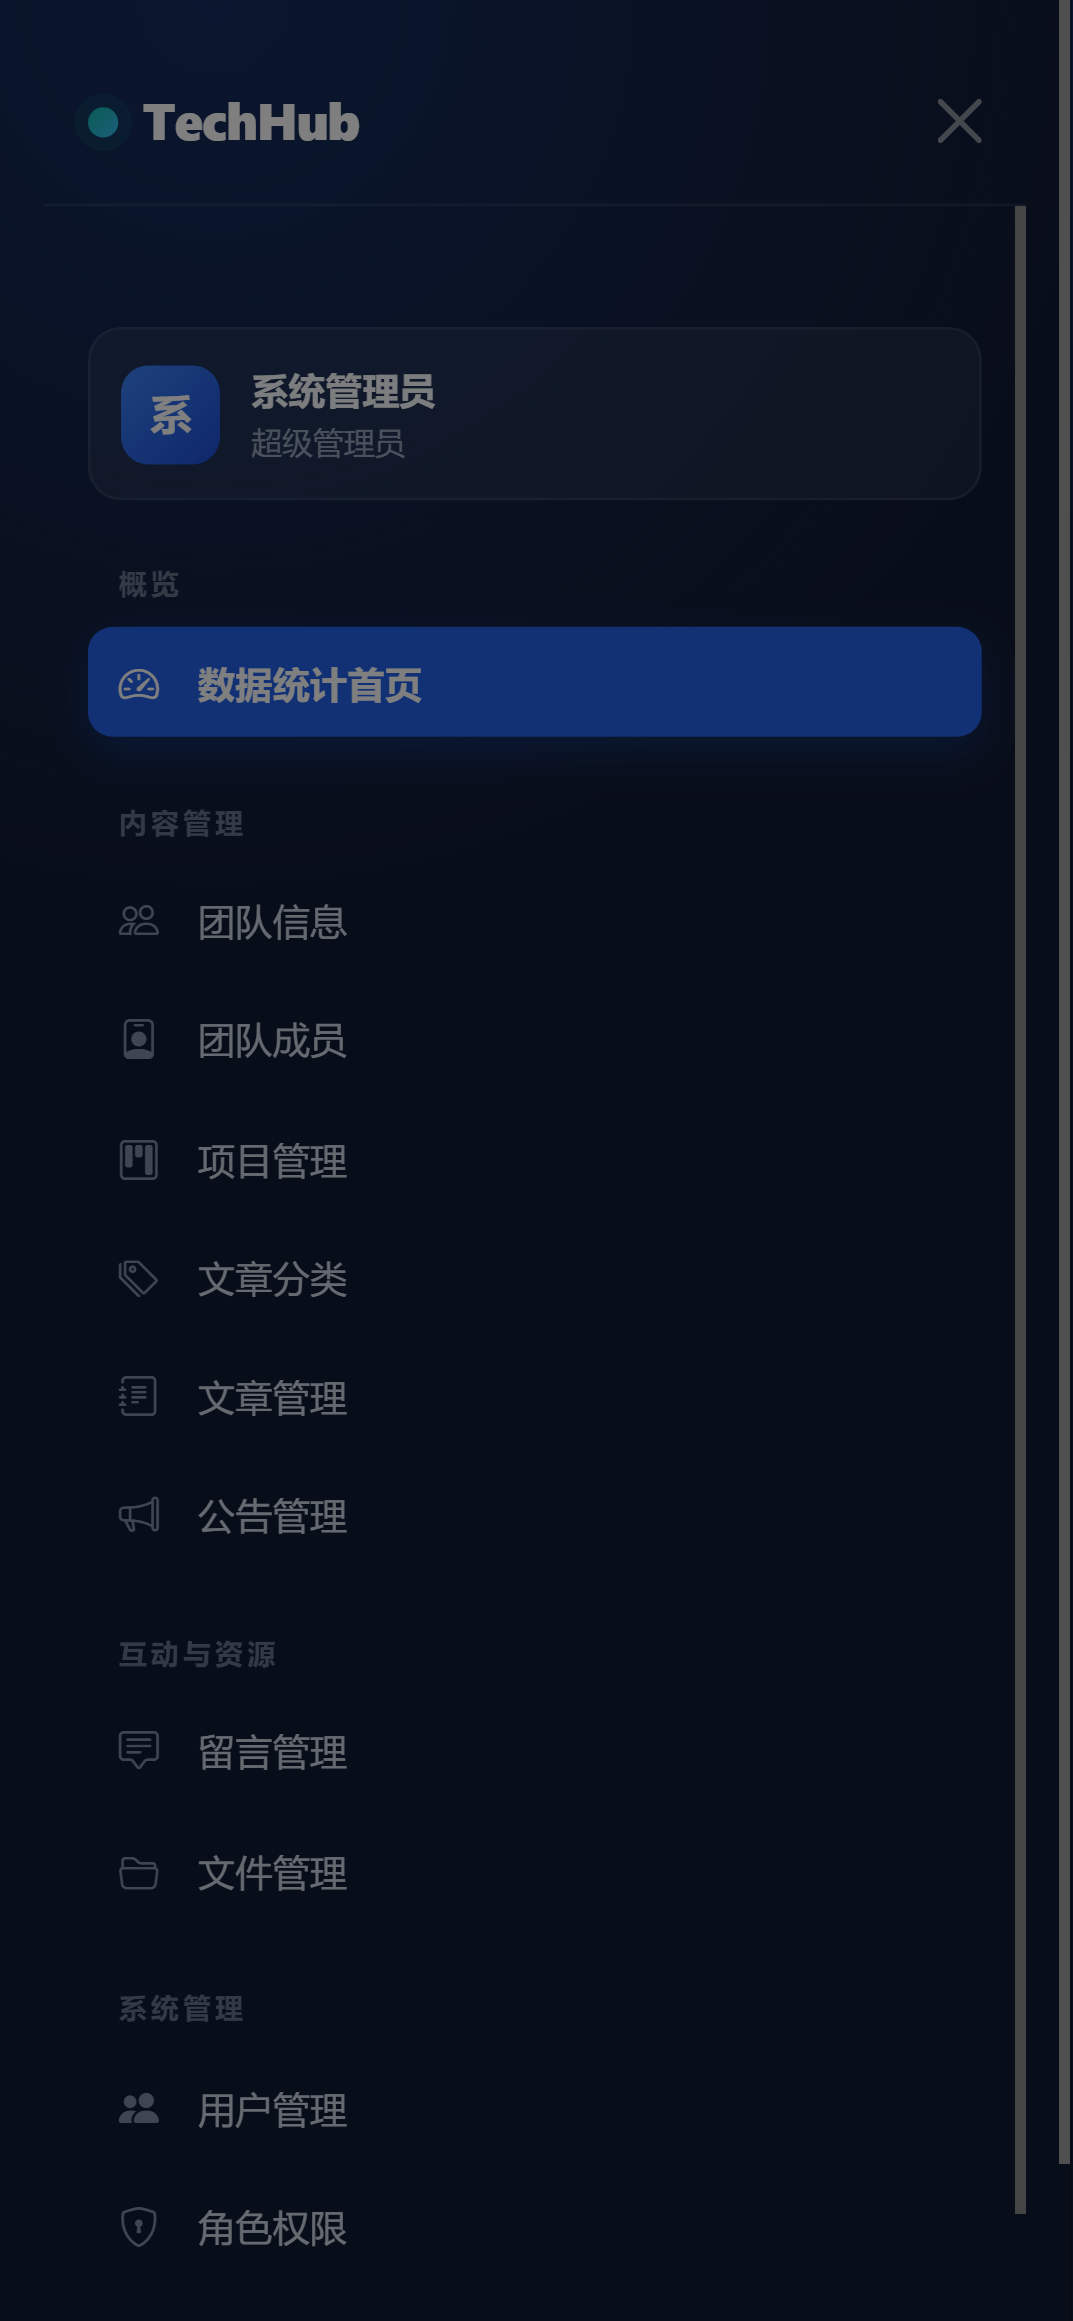 TechHub
系
系统管理员
超级管理员
概览
数据统计首页
内容管理
团队信息
团队成员
项目管理
文章分类
文章管理
公告管理
互动与资源
留言管理
文件管理
系统管理
用户管理
角色权限